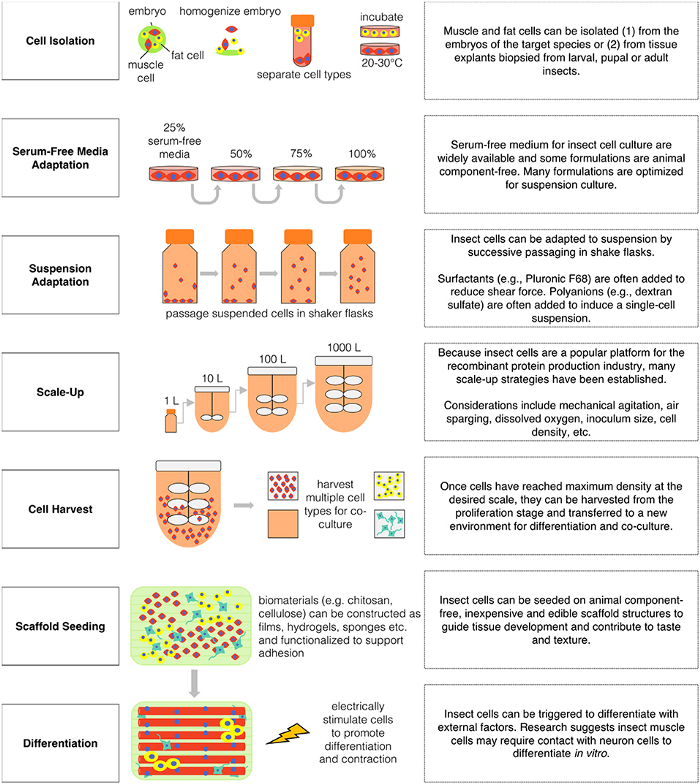 Cell Isolation
embryo
homogenize embryo
muscle
cell
fat cell
separate cell types
incubate
20-30°C
Muscle and fat cells can be isolated (1) from the
embryos of the target species or (2) from tissue
explants biopsied from larval, pupal or adult
insects.
Serum-Free Media
Adaptation
25%
serum-free
media
50%
75%
100%
Serum-free medium for insect cell culture are
widely available and some formulations are animal
component-free. Many formulations are optimized
for suspension culture.
Suspension
Adaptation
passage suspended cells in shaker flasks
Insect cells can be adapted to suspension by
successive passaging in shake flasks.
Surfactants (e.g., Pluronic F68) are often added to
reduce shear force. Polyanions (e.g., dextran
sulfate) are often added to induce a single-cell
suspension.
Scale-Up
1 L
10 L
100 L
1000 L
Because insect cells are a popular platform for the
recombinant protein production industry, many
scale-up strategies have been established.
Considerations include mechanical agitation, air
sparging, dissolved oxygen, inoculum size, cell
density, etc.
Cell Harvest
harvest
multiple cell
types for co-
culture
Once cells have reached maximum density at the
desired scale, they can be harvested from the
proliferation stage and transferred to a new
environment for differentiation and co-culture.
Scaffold Seeding
biomaterials (e.g. chitosan,
cellulose) can be constructed as
films, hydrogels, sponges etc.
and functionalized to support
adhesion
Insect cells can be seeded on animal component-
free, inexpensive and edible scaffold structures to
guide tissue development and contribute to taste
and texture.
Differentiation
electrically
stimulate cells
to promote
differentiation
and contraction
Insect cells can be triggered to differentiate with
external factors. Research suggests insect muscle
cells may require contact with neuron cells to
differentiate in vitro.